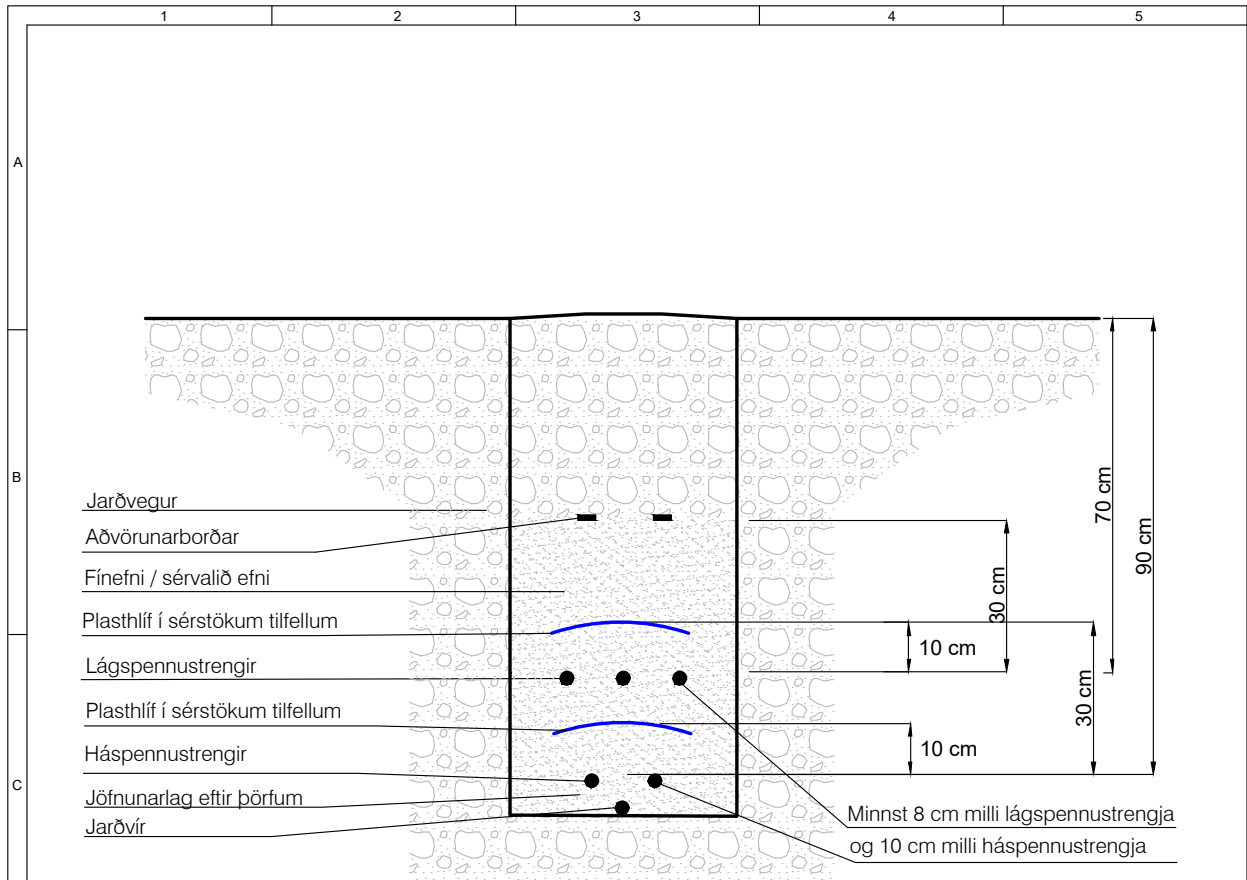 1 2 3 4 5
A
B
C
Jarðvegur
Aðvörunarborðar
Fínefni / sérvalið efni
Plasthlíf í sérstökum tilfellum
Lágspennustrengir
Plasthlíf í sérstökum tilfellum
Háspennustrengir
Jöfnunarlag eftir þörfum
Jarðvír
70 cm
90 cm
30 cm
10 cm
30 cm
10 cm
Minnst 8 cm milli lágspennustrengja
og 10 cm milli háspennustrengja